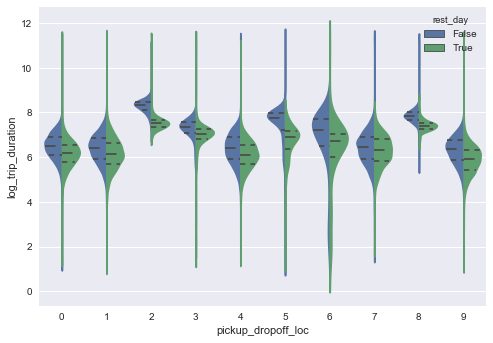 rest_day
False
True
log_trip_duration
12
10
8
6
4
2
0
0 1 2 3 4 5 6 7 8 9
pickup_dropoff_loc